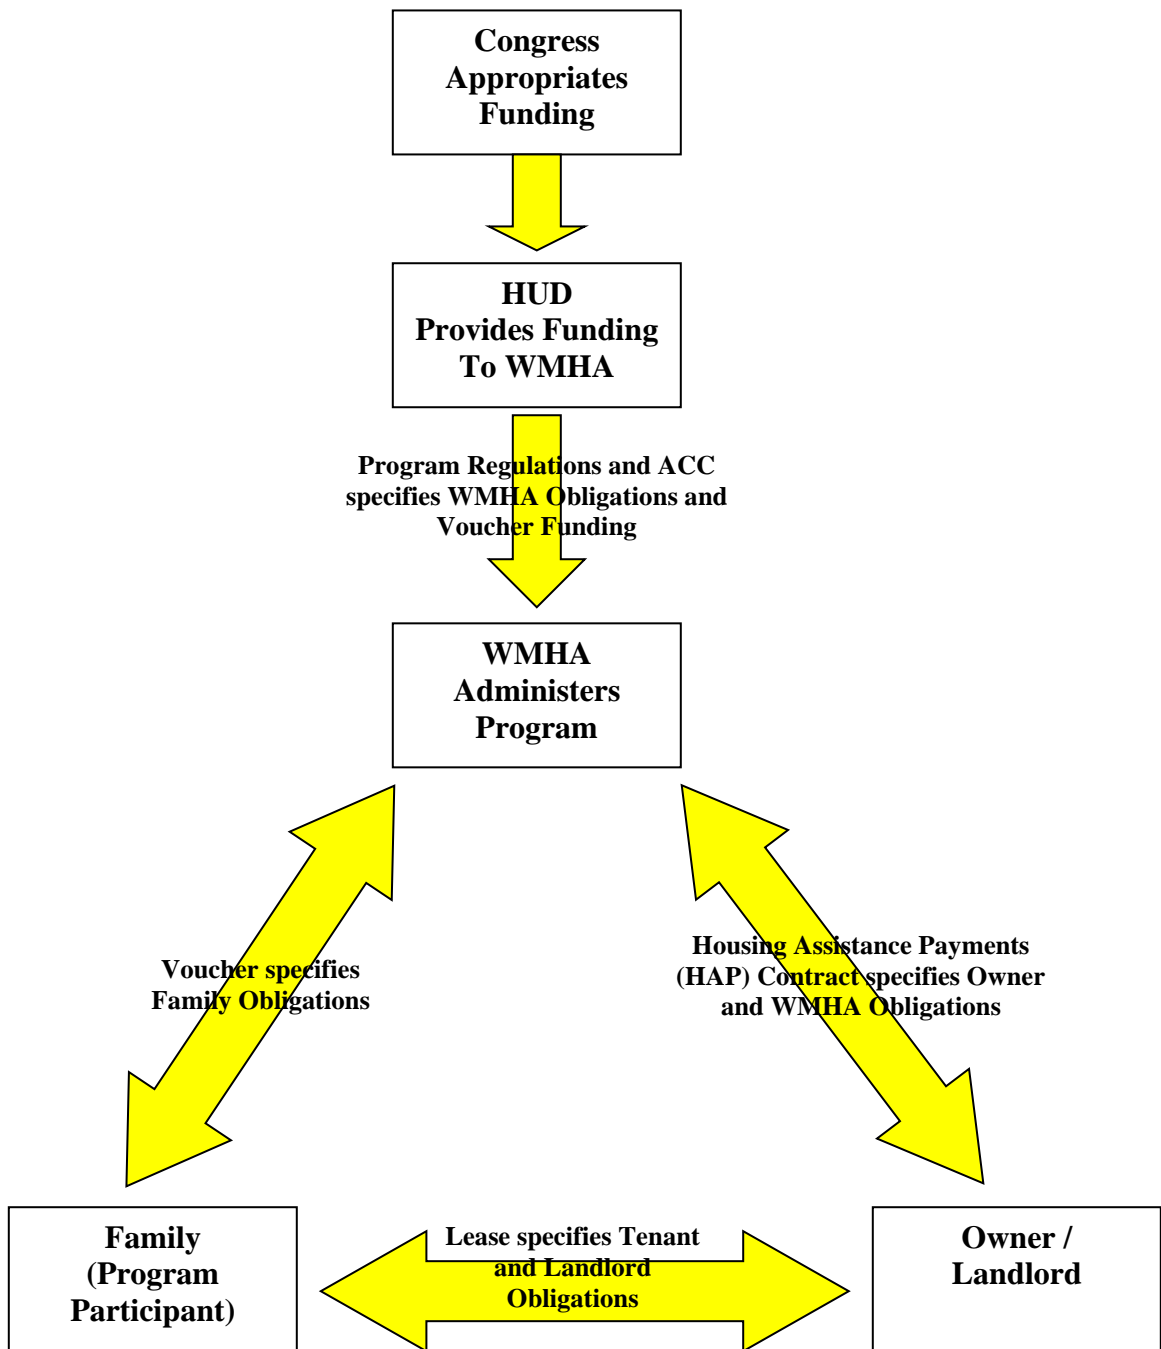 Congress
Appropriates
Funding
HUD
Provides Funding
To WMHA
Program Regulations and ACC
specifies WMHA Obligations and
Voucher Funding
WMHA
Administers
Program
Voucher specifies
Family Obligations
Housing Assistance Payments
(HAP) Contract specifies Owner
and WMHA Obligations
Family
(Program
Participant)
Lease specifies Tenant
and Landlord
Obligations
Owner /
Landlord